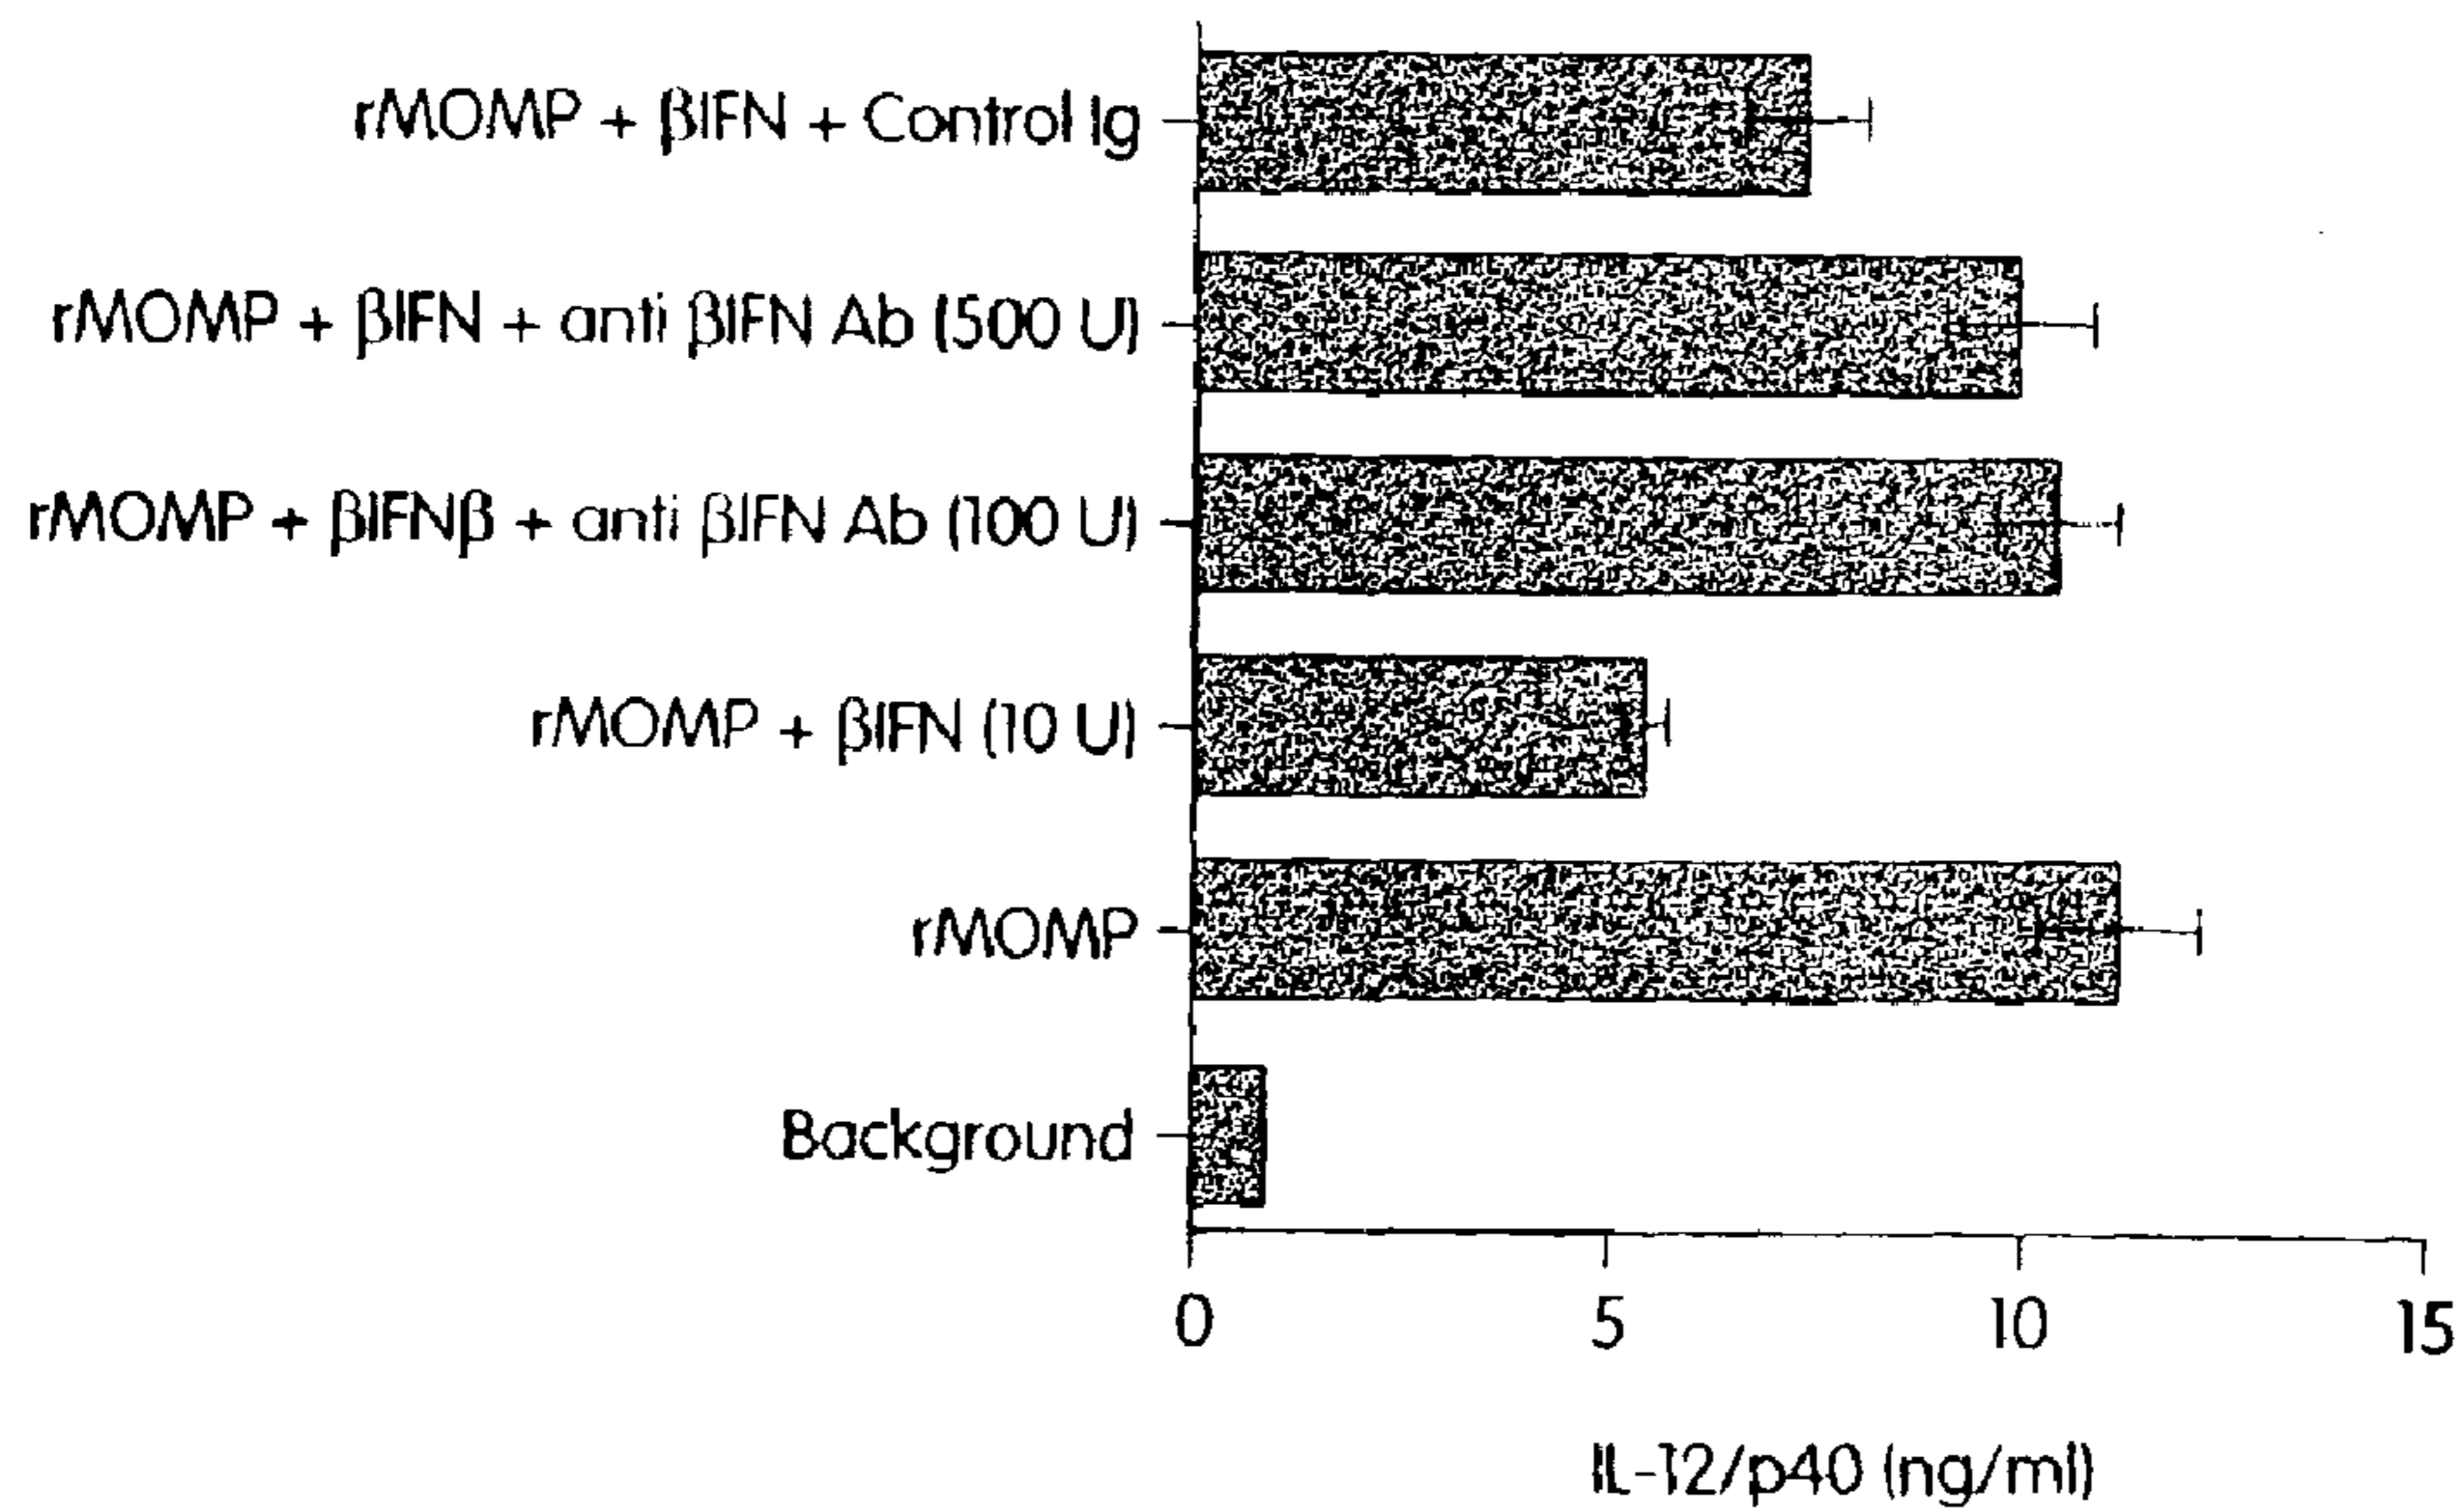 rMOMP + βIFN + Control Ig
rMOMP + βIFN + anti βIFN Ab (500 U)
rMOMP + βIFNβ + anti βIFN Ab (100 U)
rMOMP + βIFN (10 U)
rMOMP
Background
0 5 10 15
IL-12/p40 (ng/ml)